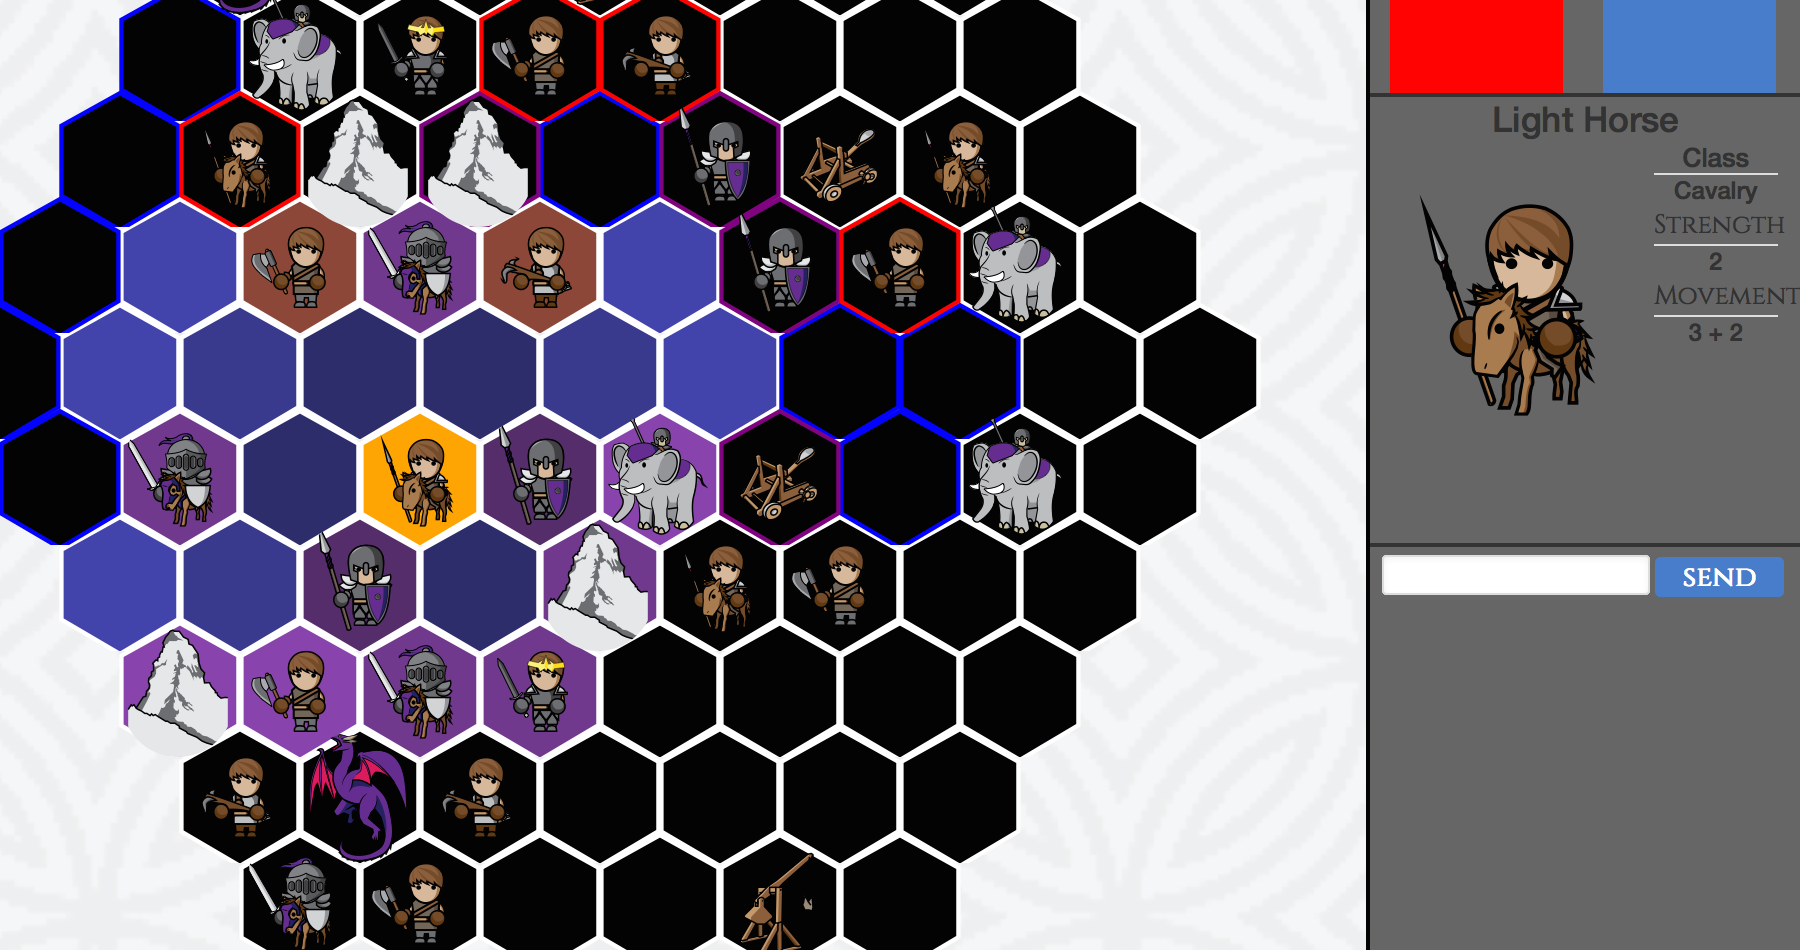 Light Horse
Class
Cavalry
STRENGTH
2
MOVEMENT
3 + 2
SEND